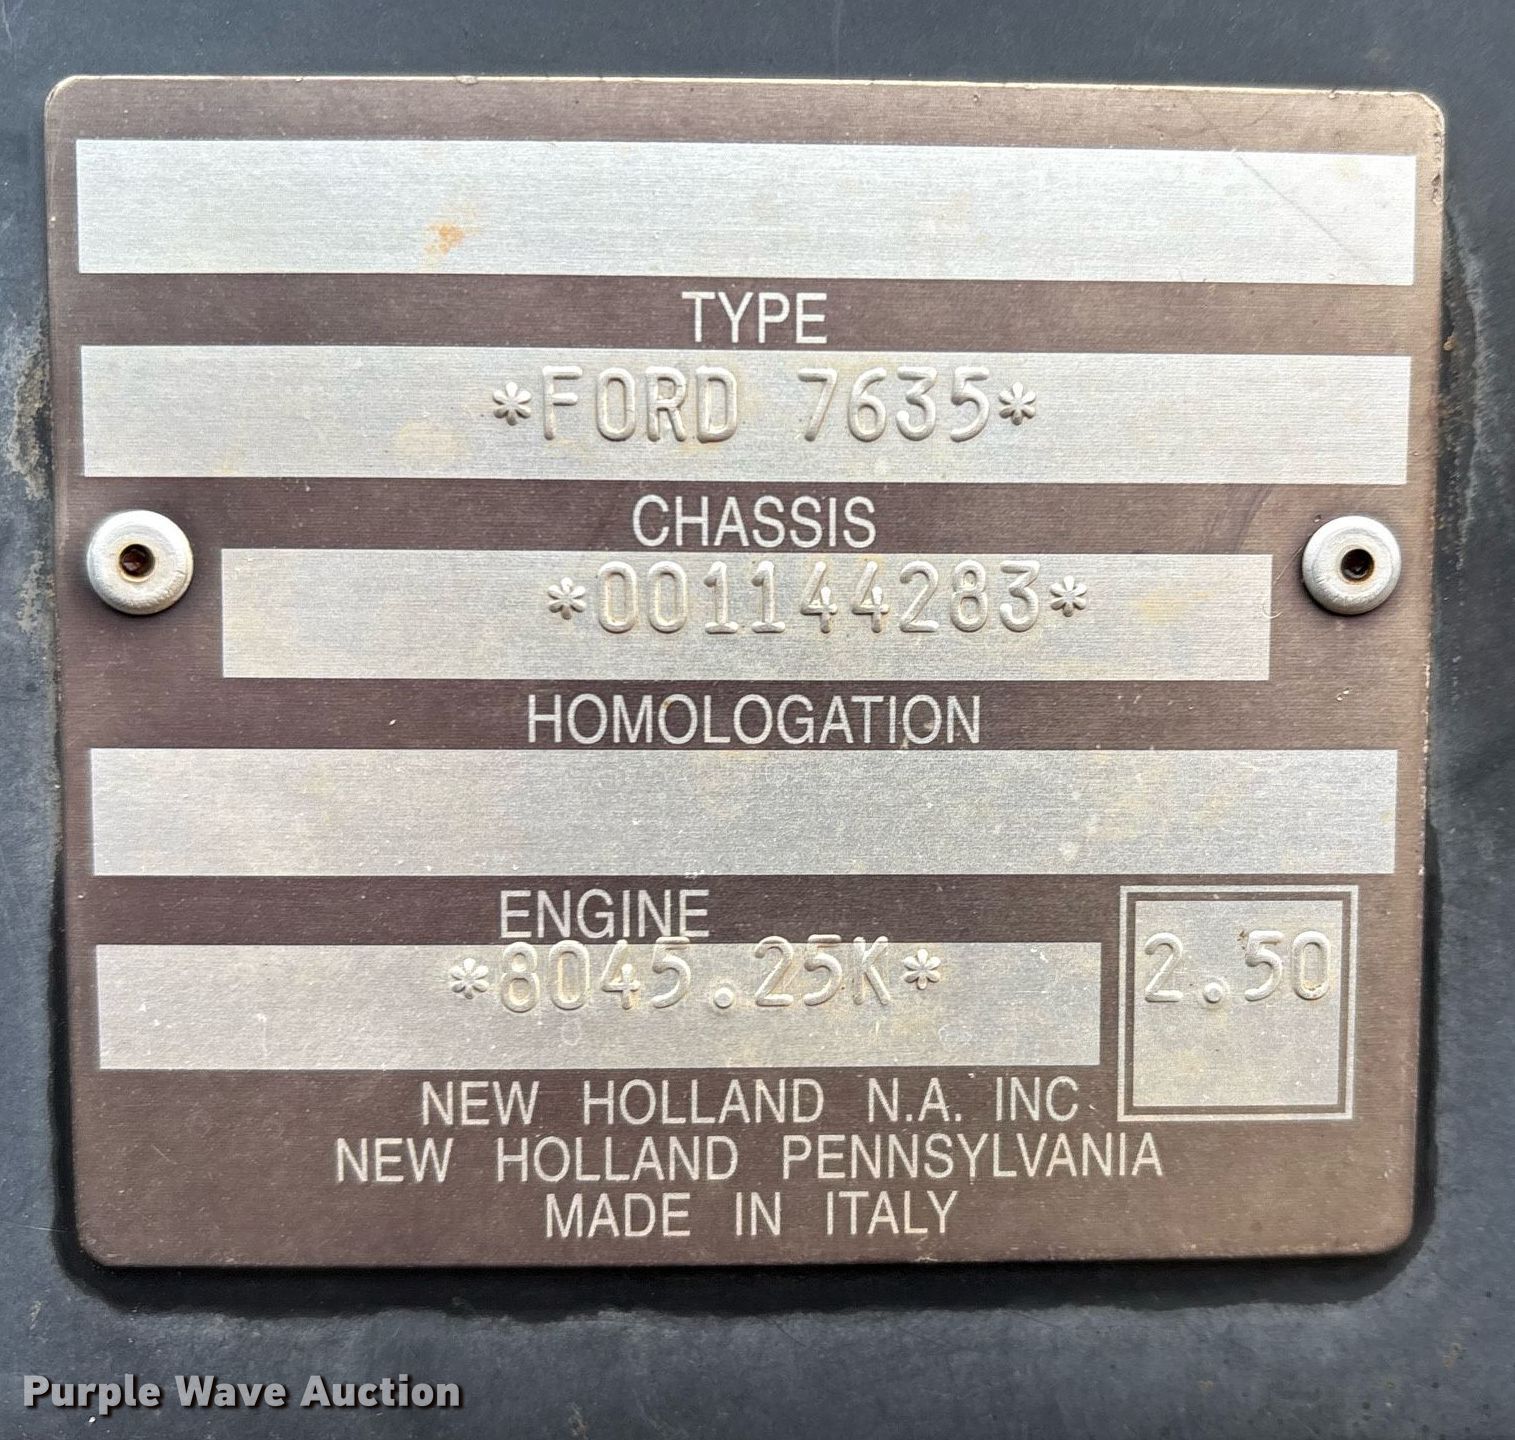 TYPE
*FORD 7635*
CHASSIS
*001144283*
HOMOLOGATION
ENGINE
*8045.25K*
2.50
NEW HOLLAND N.A. INC
NEW HOLLAND PENNSYLVANIA
MADE IN ITALY
Purple Wave Auction